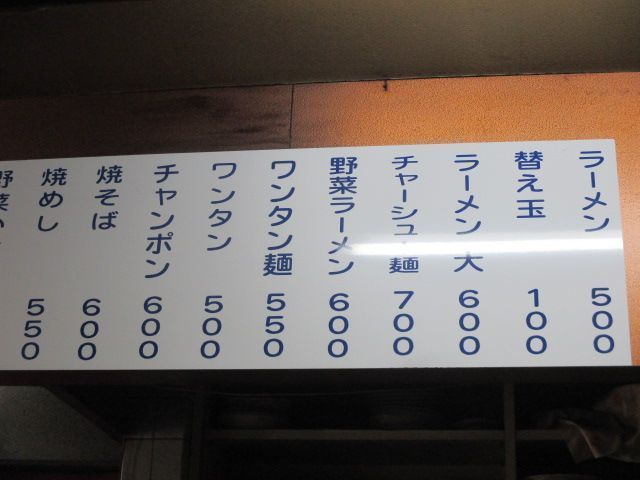 ラーメン 500
替え玉 100
ラーメン大 600
チャーシュー麺 700
野菜ラーメン 600
ワンタン麺 550
ワンタン 500
チャンポン 600
焼そば 600
焼めし 550
野菜